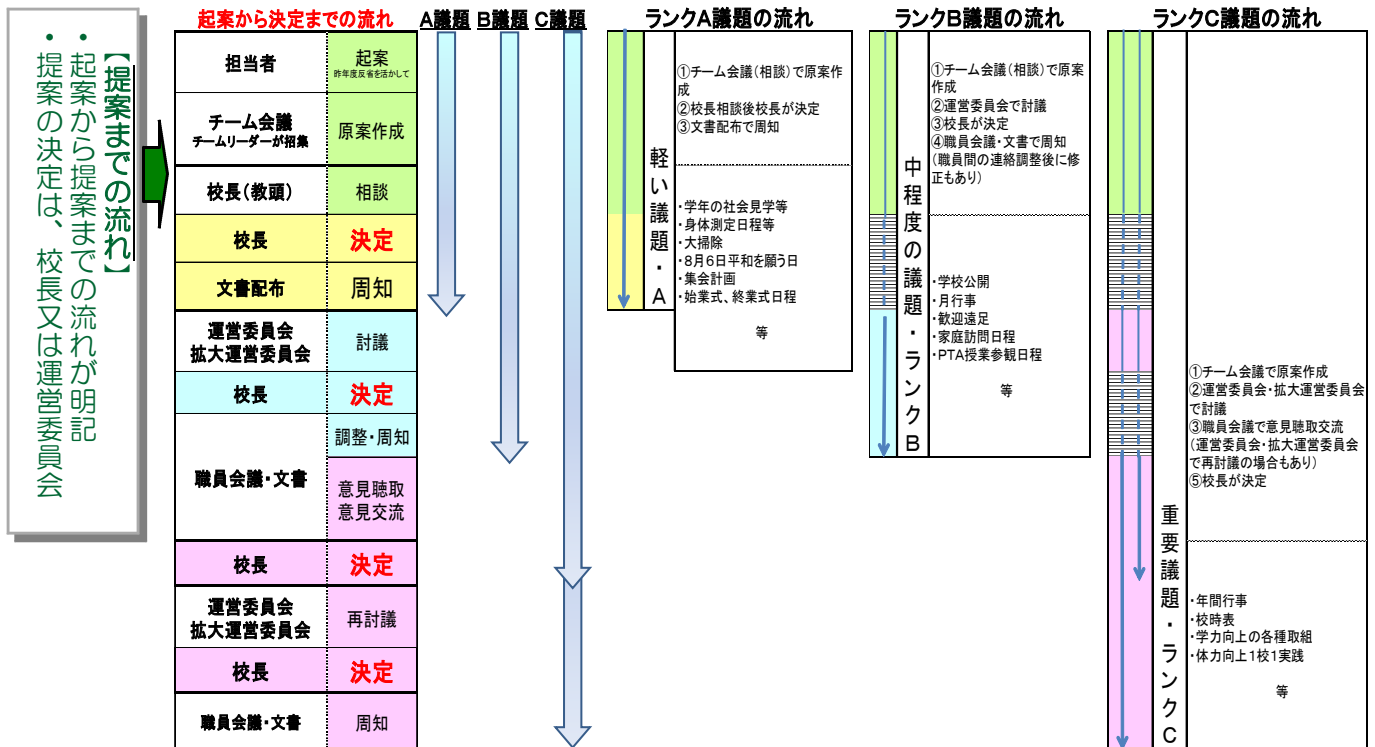 【提案までの流れ】
・起案から提案までの流れが明記
・提案の決定は、校長又は運営委員会
起案から決定までの流れ
A議題 B議題 C議題
担当者
起案
昨年度反省を活かして
チーム会議
チームリーダーが招集
原案作成
校長(教頭)
相談
校長
決定
文書配布
周知
運営委員会
拡大運営委員会
討議
校長
決定
職員会議・文書
調整・周知
意見聴取
意見交流
校長
決定
運営委員会
拡大運営委員会
再討議
校長
決定
職員会議・文書
周知
ランクA議題の流れ
軽い議題・A
①チーム会議(相談)で原案作
成
②校長相談後校長が決定
③文書配布で周知
・学年の社会見学等
・身体測定日程等
・大掃除
・8月6日平和を願う日
・集会計画
・始業式、終業式日程
等
ランクB議題の流れ
中程度の議題・ランクB
①チーム会議(相談)で原案
作成
②運営委員会で討議
③校長が決定
④職員会議・文書で周知
(職員間の連絡調整後に修
正もあり)
・学校公開
・月行事
・歓迎遠足
・家庭訪問日程
・PTA授業参観日程
等
ランクC議題の流れ
重要議題・ランクC
①チーム会議で原案作成
②運営委員会・拡大運営委員会
で討議
③職員会議で意見聴取交流
(運営委員会・拡大運営委員会
で再討議の場合もあり)
⑤校長が決定
・年間行事
・校時表
・学力向上の各種取組
・体力向上1校1実践
等